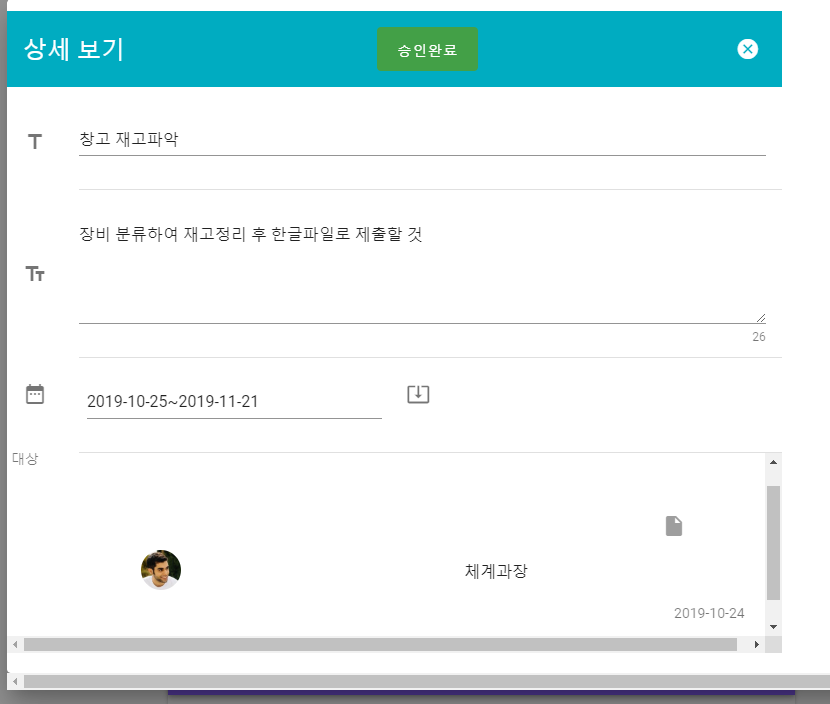 상세 보기
승인완료
창고 재고파악
장비 분류하여 재고정리 후 한글파일로 제출할 것
26
2019-10-25~2019-11-21
대상
체계과장
2019-10-24